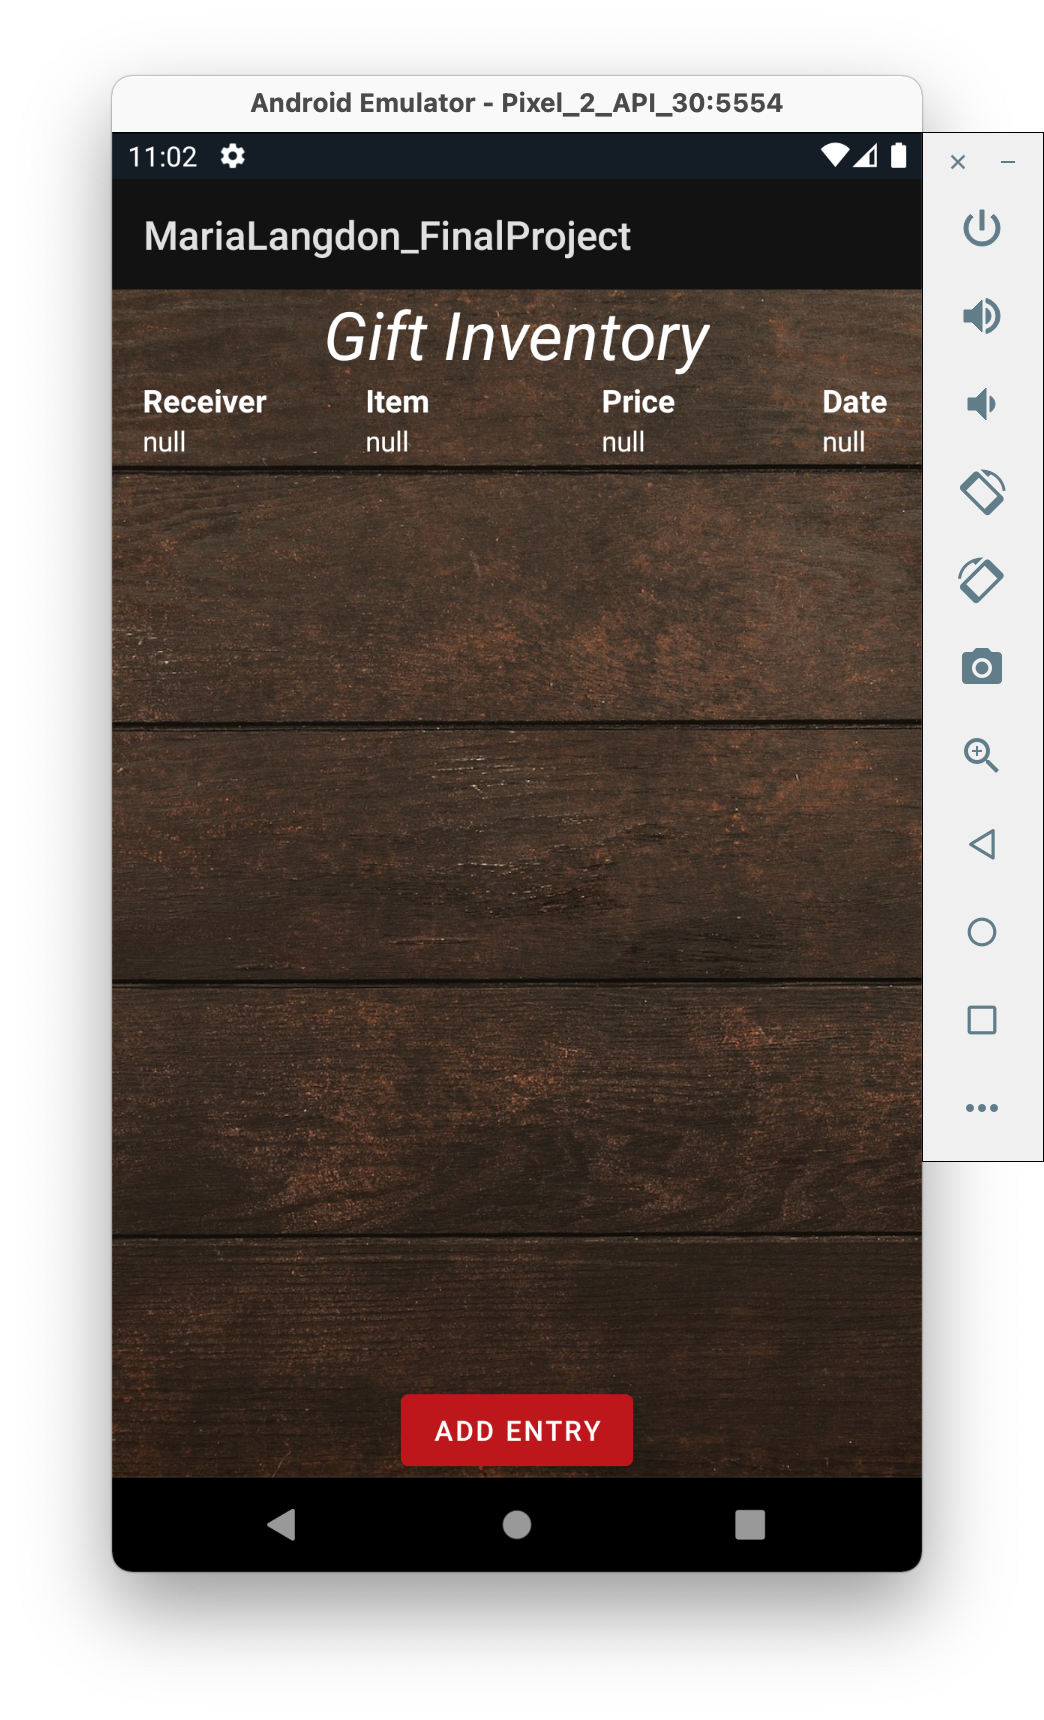 Android Emulator - Pixel_2_API_30:5554
11:02
MariaLangdon_FinalProject
Gift Inventory
Receiver Item Price Date
null null null null
ADD ENTRY